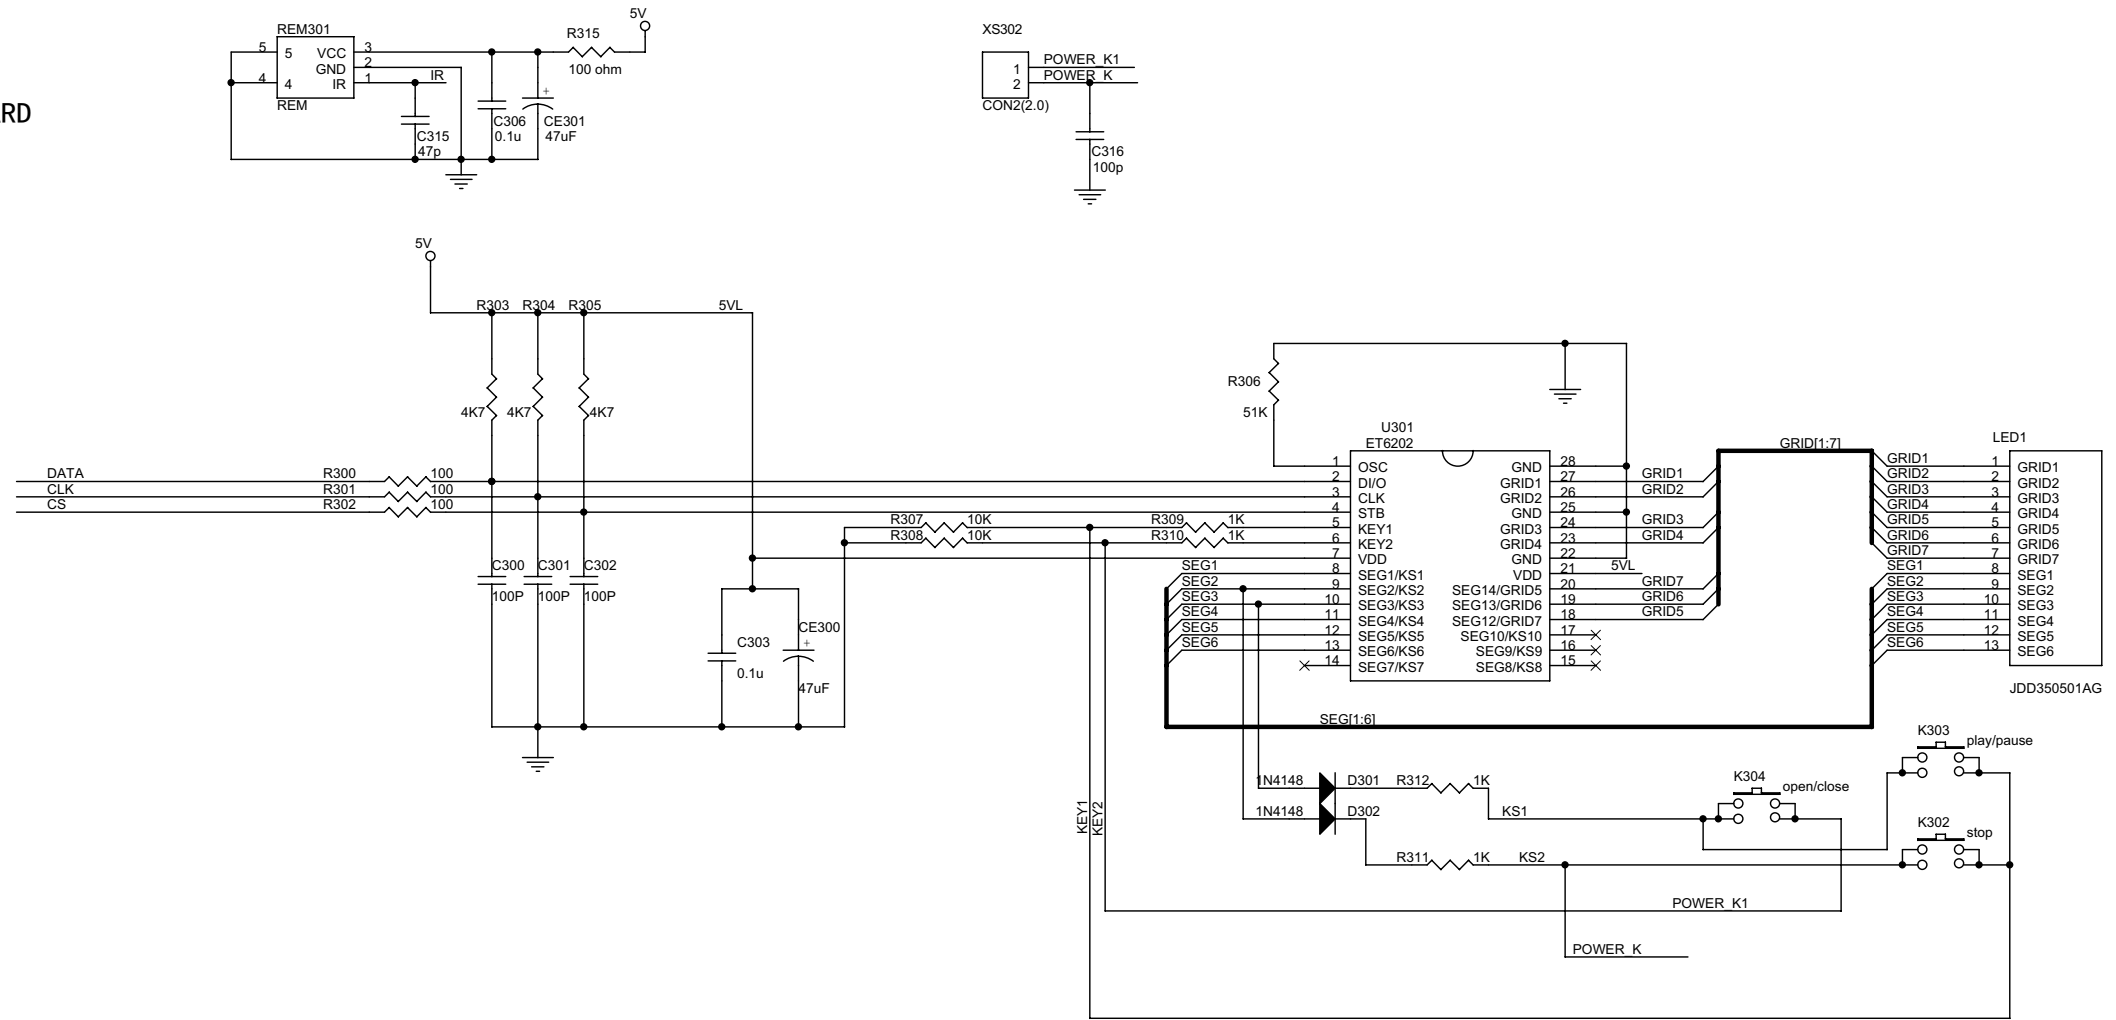 RD
REM301
5 5 VCC 3
GND 2
4 4 IR 1 IR
REM
C315
47p
C306
0.1u
+
CE301
47uF
R315
100 ohm
5V
XS302
1 POWER_K1
2 POWER_K
CON2(2.0)
C316
100p
5V
R303 R304 R305 5VL
4K7 4K7 4K7
DATA R300 100
CLK R301 100
CS R302 100
C300 C301 C302
100P 100P 100P
C303
0.1u
CE300
+
47uF
R307 10K R309 1K
R308 10K R310 1K
R306
51K
U301
ET6202
1 OSC GND 28
2 DI/O GRID1 27 GRID1
3 CLK GRID2 26 GRID2
4 STB GND 25
5 KEY1 GRID3 24 GRID3
6 KEY2 GRID4 23 GRID4
7 VDD GND 22
SEG1 8 SEG1/KS1 VDD 21 5VL
SEG2 9 SEG2/KS2 SEG14/GRID5 20 GRID7
SEG3 10 SEG3/KS3 SEG13/GRID6 19 GRID6
SEG4 11 SEG4/KS4 SEG12/GRID7 18 GRID5
SEG5 12 SEG5/KS5 SEG10/KS10 17
SEG6 13 SEG6/KS6 SEG9/KS9 16
14 SEG7/KS7 SEG8/KS8 15
GRID[1:7]
SEG[1:6]
LED1
GRID1 1 GRID1
GRID2 2 GRID2
GRID3 3 GRID3
GRID4 4 GRID4
GRID5 5 GRID5
GRID6 6 GRID6
GRID7 7 GRID7
SEG1 8 SEG1
SEG2 9 SEG2
SEG3 10 SEG3
SEG4 11 SEG4
SEG5 12 SEG5
SEG6 13 SEG6
JDD350501AG
K303
play/pause
K304
open/close
K302
stop
1N4148 D301 R312 1K
1N4148 D302 KS1
R311 1K KS2
KEY1
KEY2
POWER_K1
POWER_K